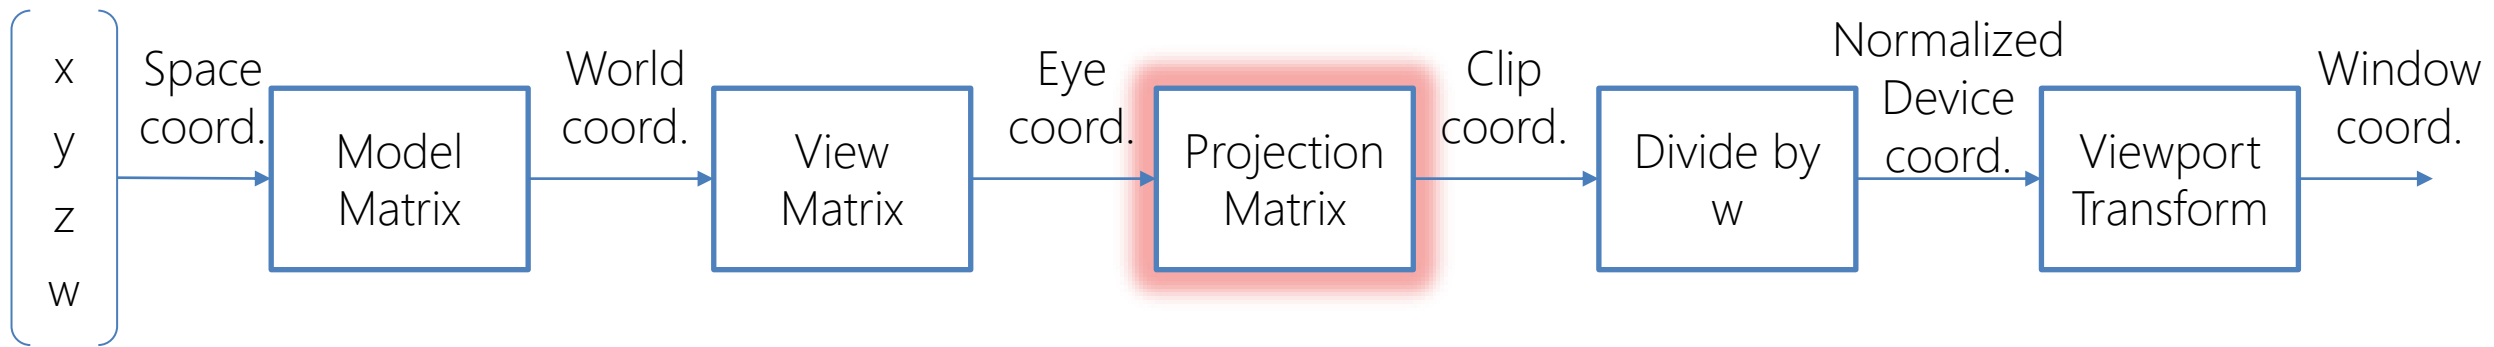 x
y
z
w
Space
coord.
Model
Matrix
World
coord.
View
Matrix
Eye
coord.
Projection
Matrix
Clip
coord.
Divide by
w
Normalized
Device
coord.
Viewport
Transform
Window
coord.